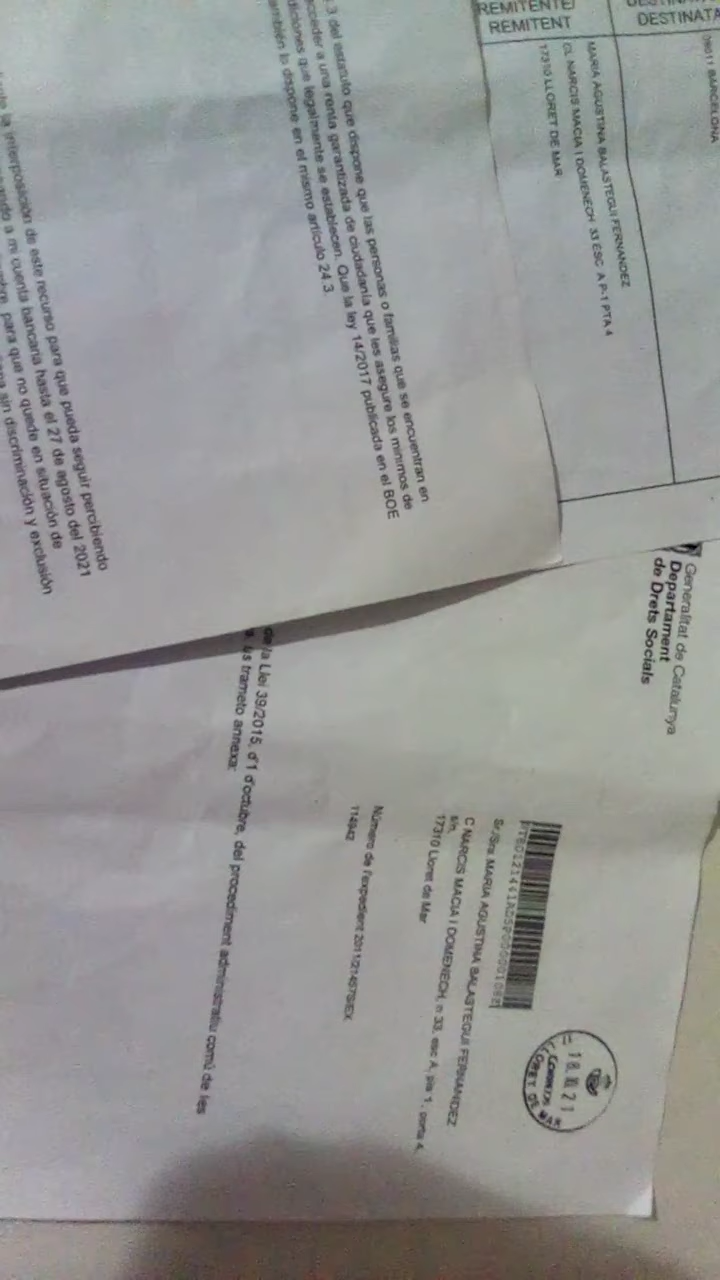 REMITENTE/
REMITENT
DESTINATA
MARIA AGUSTINA BALASTEGUI FERNANDEZ
CL NARCIS MACIA I DOMENECH 33 ESC A P-1 PTA 4
17310 LLORET DE MAR
BARCELONA
.3 del estatuto que dispone que las personas o familias que se encuentran en
acceder a una renta garantizada de ciudadanía que les asegure los mínimos de
diciones que legalmente se establecen. Que la ley 14/2017 publicada en el BOE
también lo dispone en el mismo artículo 24.3.
la interposición de este recurso para que pueda seguir percibiendo
a mi cuenta bancaria hasta el 27 de agosto del 2021
para que no quede en situación de
sin discriminación y exclusión
Generalitat de Catalunya
Departament
de Drets Socials
18. 21
CORREOS
LLORET DE MAR
Sr./Sra. MARIA AGUSTINA BALASTEGUI FERNANDEZ
C NARCIS MACIA I DOMENECH, n 33, esc A, pis 1, porta 4,
s/n,
17310 Lloret de Mar
Número de l'expedient
114942
de la Llei 39/2015, d'1 d'octubre, del procediment administratiu comú de les
us trameto annexa: